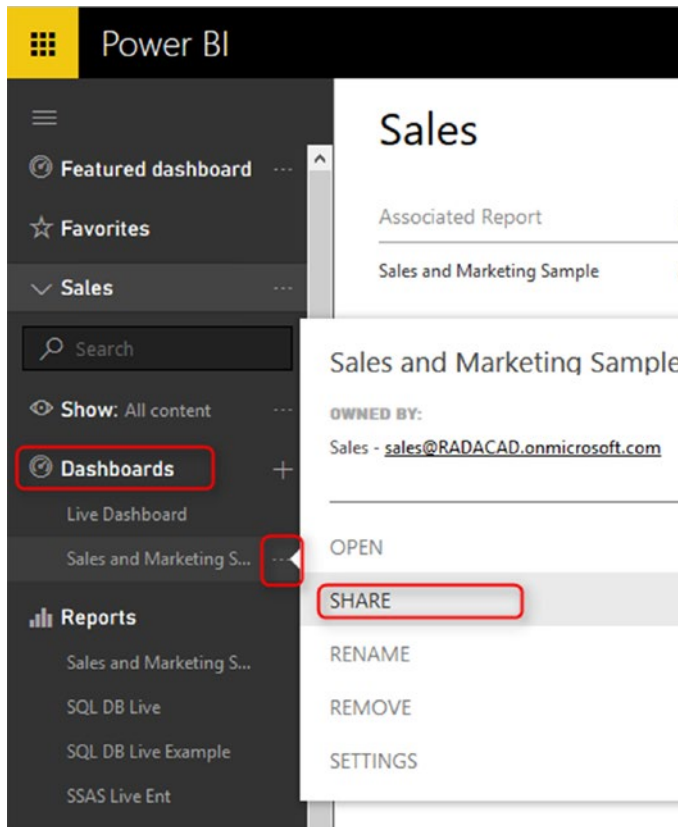 Power BI
Featured dashboard ...
Favorites
Sales ...
Search
Show: All content ...
Dashboards +
Live Dashboard
Sales and Marketing S... ...
Reports
Sales and Marketing S...
SQL DB Live
SQL DB Live Example
SSAS Live Ent
Sales
Associated Report
Sales and Marketing Sample
Sales and Marketing Sample
OWNED BY:
Sales - sales@RADACAD.onmicrosoft.com
OPEN
SHARE
RENAME
REMOVE
SETTINGS